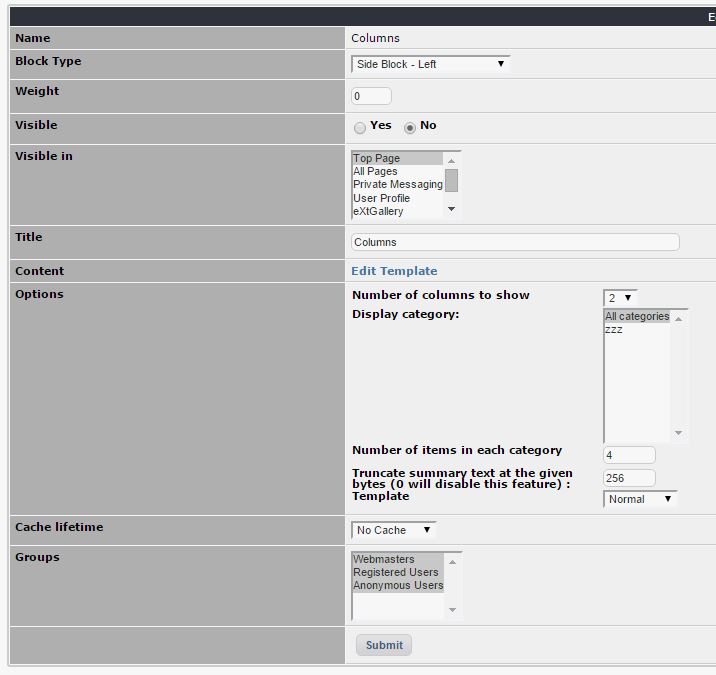 Name Columns
Block Type Side Block - Left
Weight 0
Visible Yes No
Visible in Top Page
All Pages
Private Messaging
User Profile
eXtGallery
Title Columns
Content Edit Template
Options Number of columns to show 2
Display category: All categories
zzz
Number of items in each category 4
Truncate summary text at the given
bytes (0 will disable this feature) : 256
Template Normal
Cache lifetime No Cache
Groups Webmasters
Registered Users
Anonymous Users
Submit